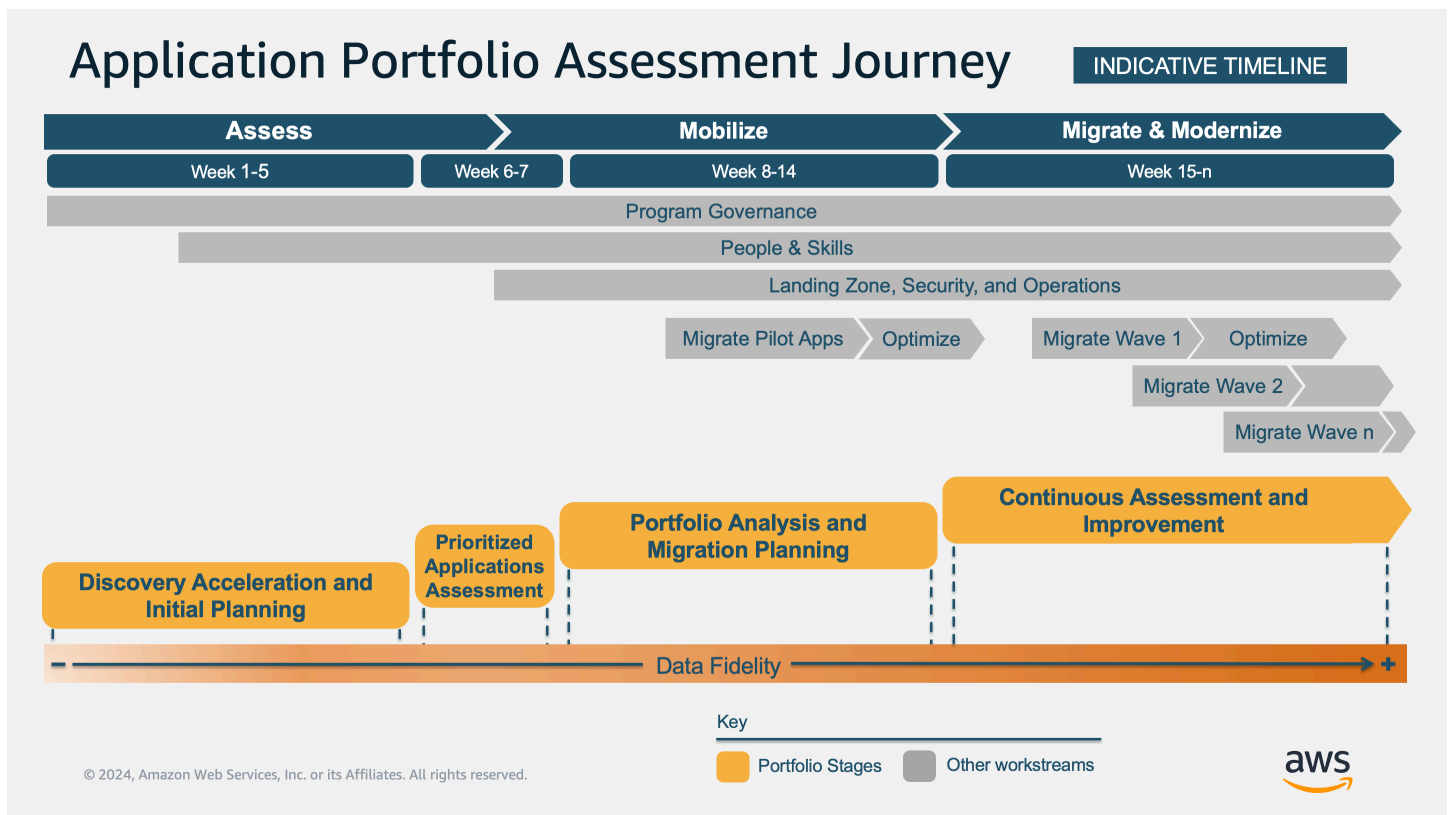 Application Portfolio Assessment Journey
INDICATIVE TIMELINE
Assess
Mobilize
Migrate & Modernize
Week 1-5
Week 6-7
Week 8-14
Week 15-n
Program Governance
People & Skills
Landing Zone, Security, and Operations
Migrate Pilot Apps
Optimize
Migrate Wave 1
Optimize
Migrate Wave 2
Migrate Wave n
Continuous Assessment and
Improvement
Portfolio Analysis and
Migration Planning
Prioritized
Applications
Assessment
Discovery Acceleration and
Initial Planning
Data Fidelity
Key
Portfolio Stages
Other workstreams
© 2024, Amazon Web Services, Inc. or its Affiliates. All rights reserved.
aws